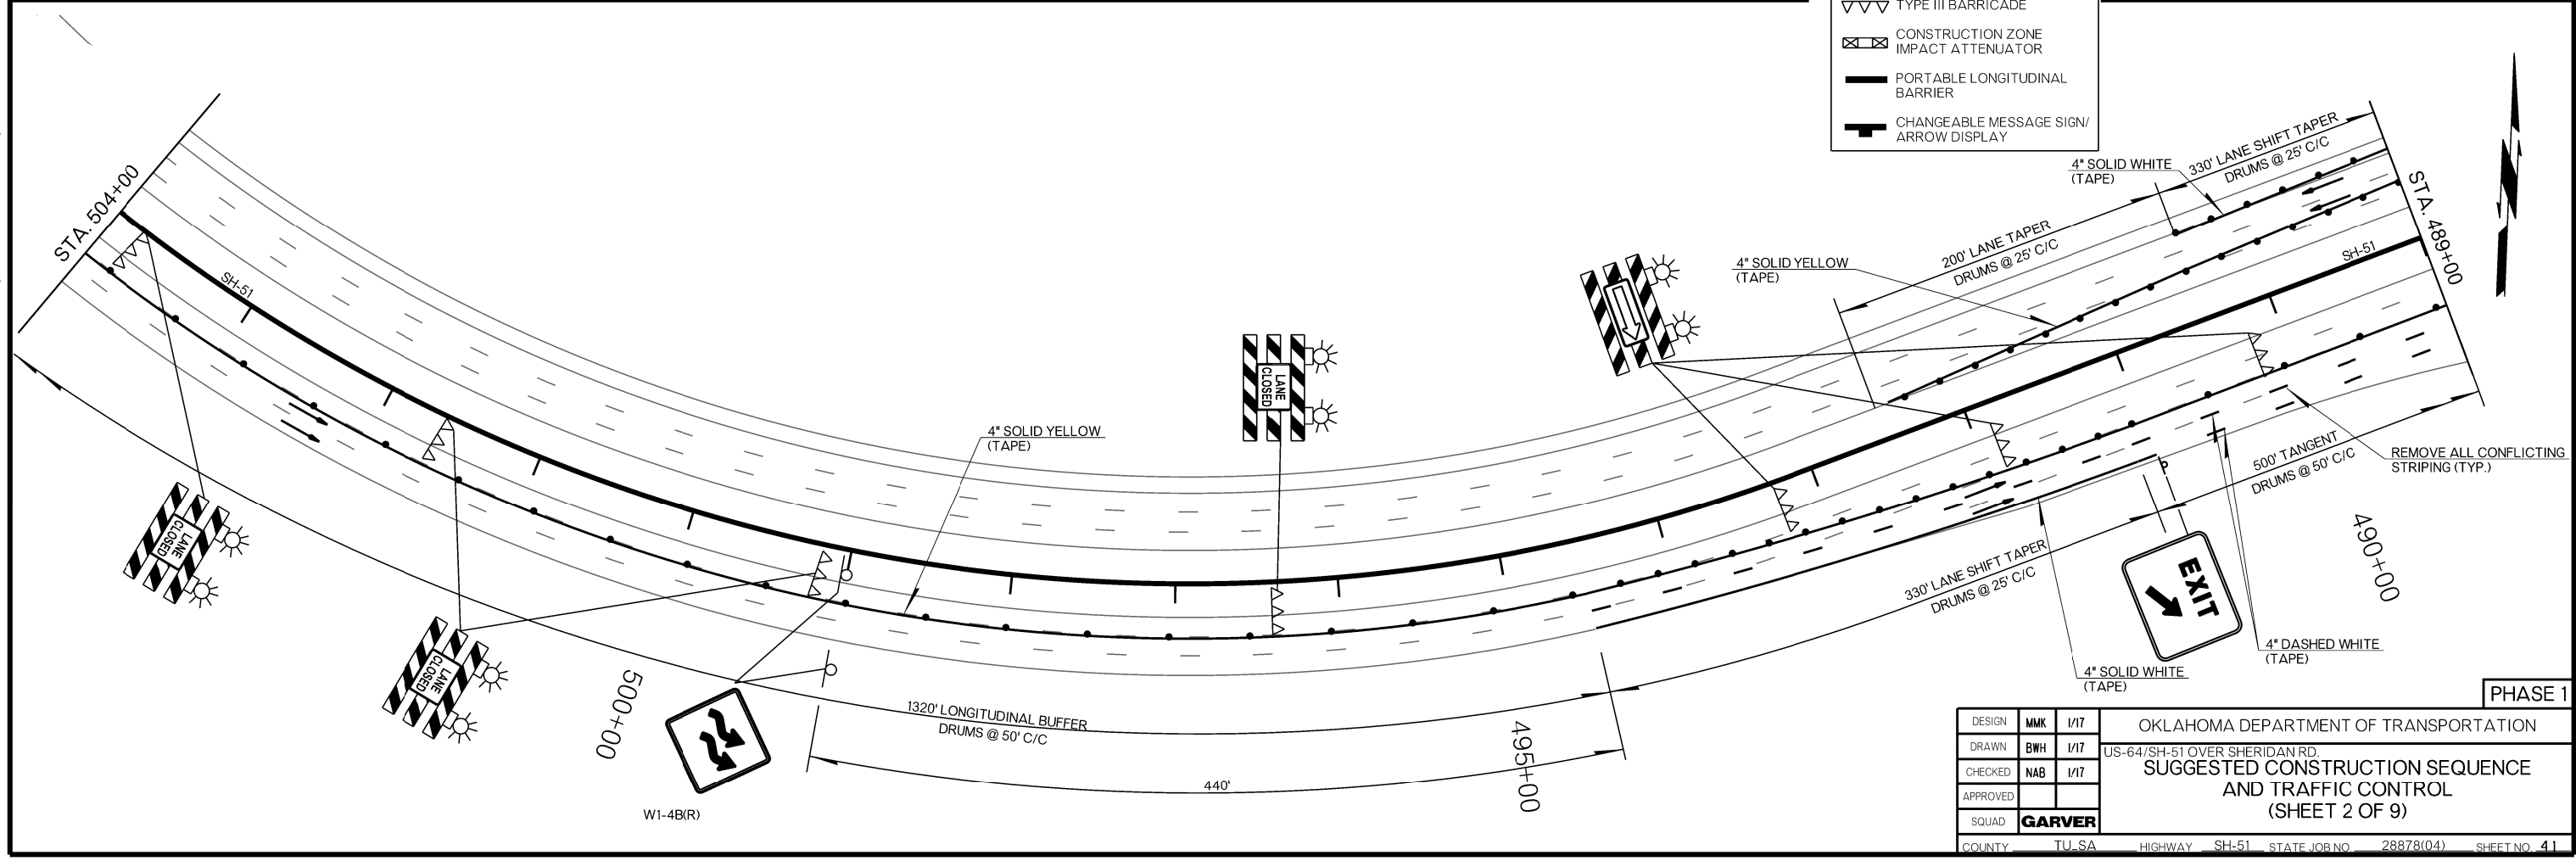 TYPE III BARRICADE
CONSTRUCTION ZONE
IMPACT ATTENUATOR
PORTABLE LONGITUDINAL
BARRIER
CHANGEABLE MESSAGE SIGN/
ARROW DISPLAY
STA. 504+00
SH-51
4" SOLID YELLOW
(TAPE)
LANE
CLOSED
LANE
CLOSED
LANE
CLOSED
500+00
W1-4B(R)
1320' LONGITUDINAL BUFFER
DRUMS @ 50' C/C
440'
495+00
4" SOLID YELLOW
(TAPE)
200' LANE TAPER
DRUMS @ 25' C/C
4" SOLID WHITE
(TAPE)
330' LANE SHIFT TAPER
DRUMS @ 25' C/C
STA. 489+00
SH-51
REMOVE ALL CONFLICTING
STRIPING (TYP.)
500' TANGENT
DRUMS @ 50' C/C
330' LANE SHIFT TAPER
DRUMS @ 25' C/C
490+00
EXIT
4" DASHED WHITE
(TAPE)
4" SOLID WHITE
(TAPE)
PHASE 1
DESIGN MMK 1/17
DRAWN BWH 1/17
CHECKED NAB 1/17
APPROVED
SQUAD GARVER
OKLAHOMA DEPARTMENT OF TRANSPORTATION
US-64/SH-51 OVER SHERIDAN RD.
SUGGESTED CONSTRUCTION SEQUENCE
AND TRAFFIC CONTROL
(SHEET 2 OF 9)
COUNTY TULSA HIGHWAY SH-51 STATE JOB NO. 28878(04) SHEET NO. 41